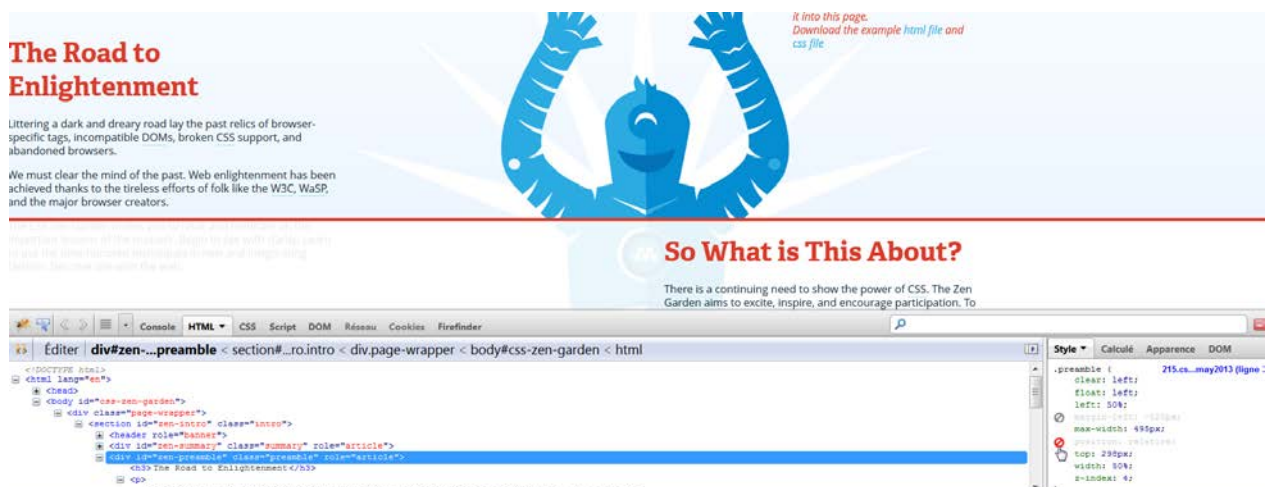 it into this page.
Download the example html file and
css file
The Road to
Enlightenment
Littering a dark and dreary road lay the past relics of browser-
specific tags, incompatible DOMs, broken CSS support, and
abandoned browsers.
We must clear the mind of the past. Web enlightenment has been
achieved thanks to the tireless efforts of folk like the W3C, WaSP,
and the major browser creators.
So What is This About?
There is a continuing need to show the power of CSS. The Zen
Garden aims to excite, inspire, and encourage participation. To
Console HTML CSS Script DOM Réseau Cookies Firefinder
Éditer div#zen-...preamble < section#...ro.intro < div.page-wrapper < body#css-zen-garden < html
<!DOCTYPE html>
<html lang="en">
<head>
<body id="css-zen-garden">
<div class="page-wrapper">
<section id="zen-intro" class="intro">
<header role="banner">
<div id="zen-summary" class="summary" role="article">
<div id="zen-preamble" class="preamble" role="article">
<h3>The Road to Enlightenment</h3>
<p>
Style Calculé Apparence DOM
.preamble { 215.cs...may2013 (ligne
clear: left;
float: left;
left: 50%;
max-width: 495px;
position: relative;
top: 298px;
width: 50%;
z-index: 4;